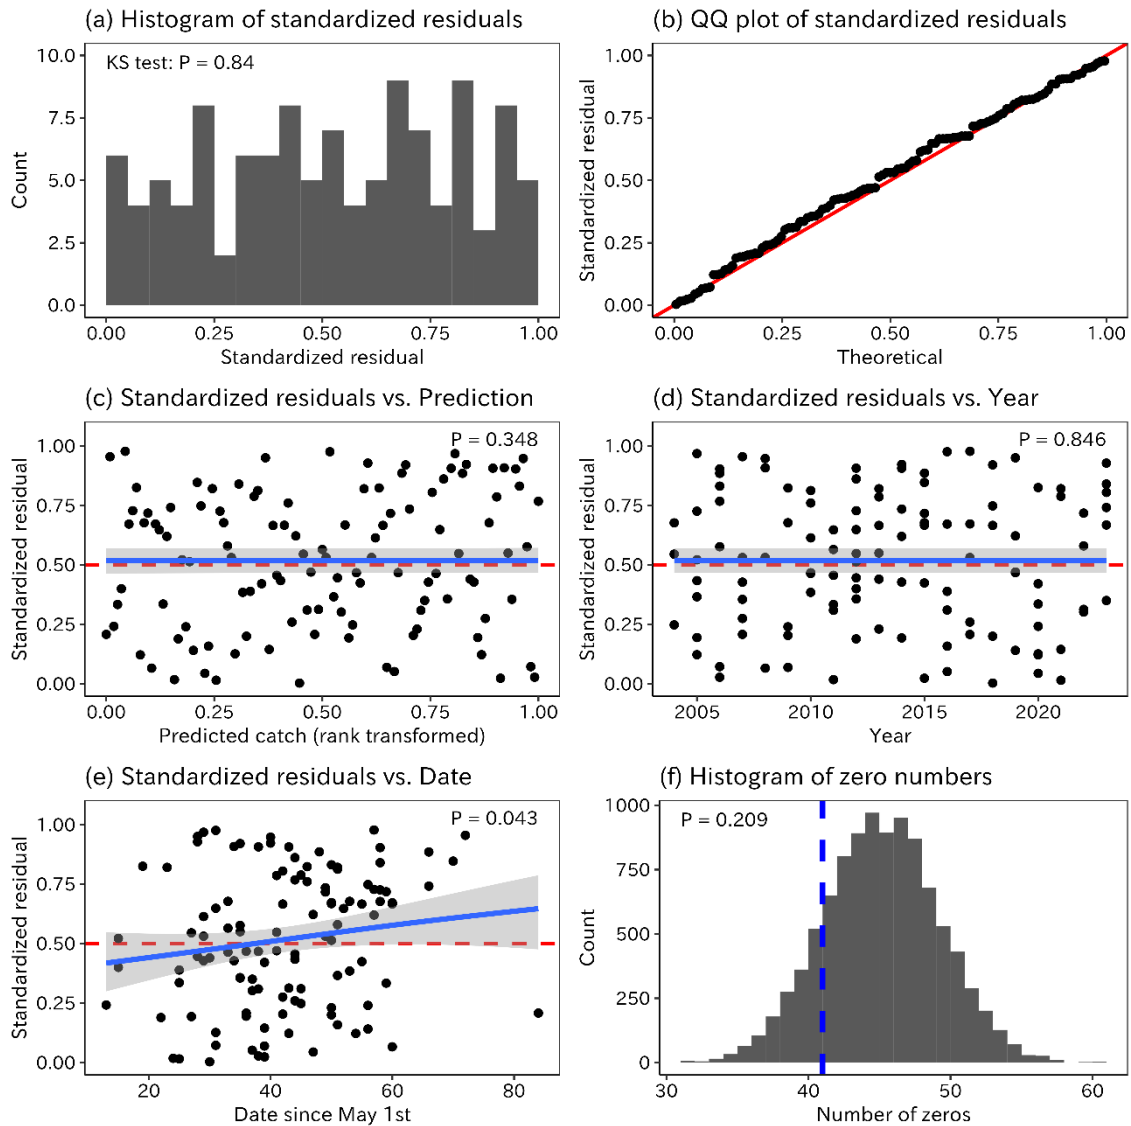 (a) Histogram of standardized residuals
KS test: P = 0.84
Count
10.0
7.5
5.0
2.5
0.0
0.00 0.25 0.50 0.75 1.00
Standardized residual
(b) QQ plot of standardized residuals
Standardized residual
1.00
0.75
0.50
0.25
0.00
0.00 0.25 0.50 0.75 1.00
Theoretical
(c) Standardized residuals vs. Prediction
P = 0.348
Standardized residual
1.00
0.75
0.50
0.25
0.00
0.00 0.25 0.50 0.75 1.00
Predicted catch (rank transformed)
(d) Standardized residuals vs. Year
P = 0.846
Standardized residual
1.00
0.75
0.50
0.25
0.00
2005 2010 2015 2020
Year
(e) Standardized residuals vs. Date
P = 0.043
Standardized residual
1.00
0.75
0.50
0.25
0.00
20 40 60 80
Date since May 1st
(f) Histogram of zero numbers
P = 0.209
Count
1000
750
500
250
0
30 40 50 60
Number of zeros